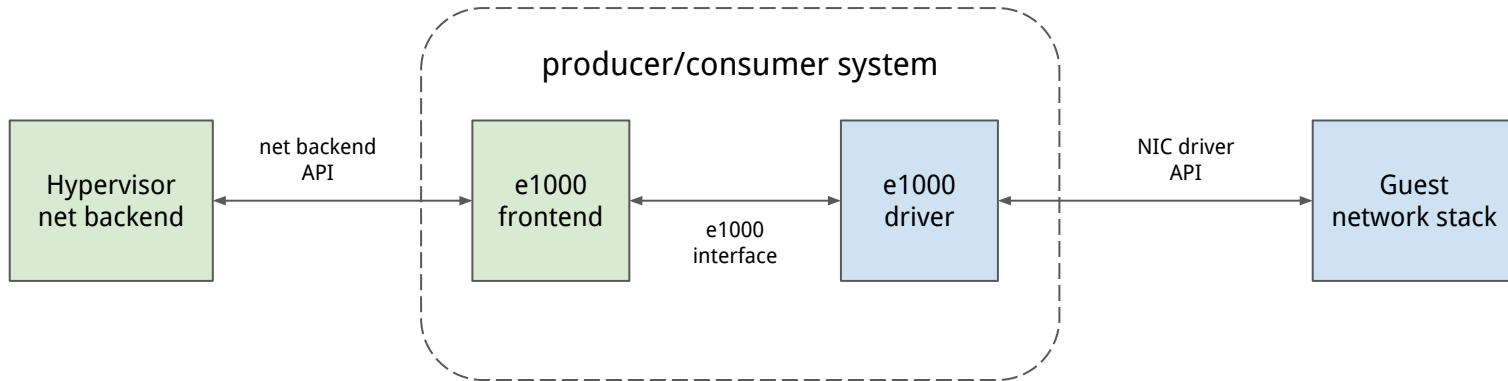 producer/consumer system
Hypervisor
net backend
net backend
API
e1000
frontend
e1000
interface
e1000
driver
NIC driver
API
Guest
network stack